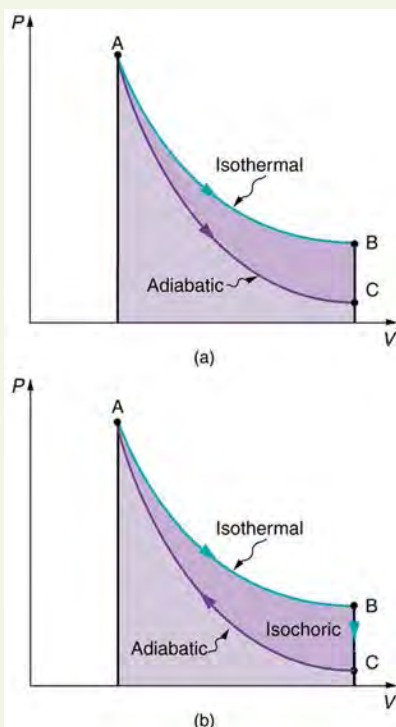 P
A
Isothermal
B
Adiabatic
C
V
(a)
P
A
Isothermal
B
Isochoric
Adiabatic
C
V
(b)